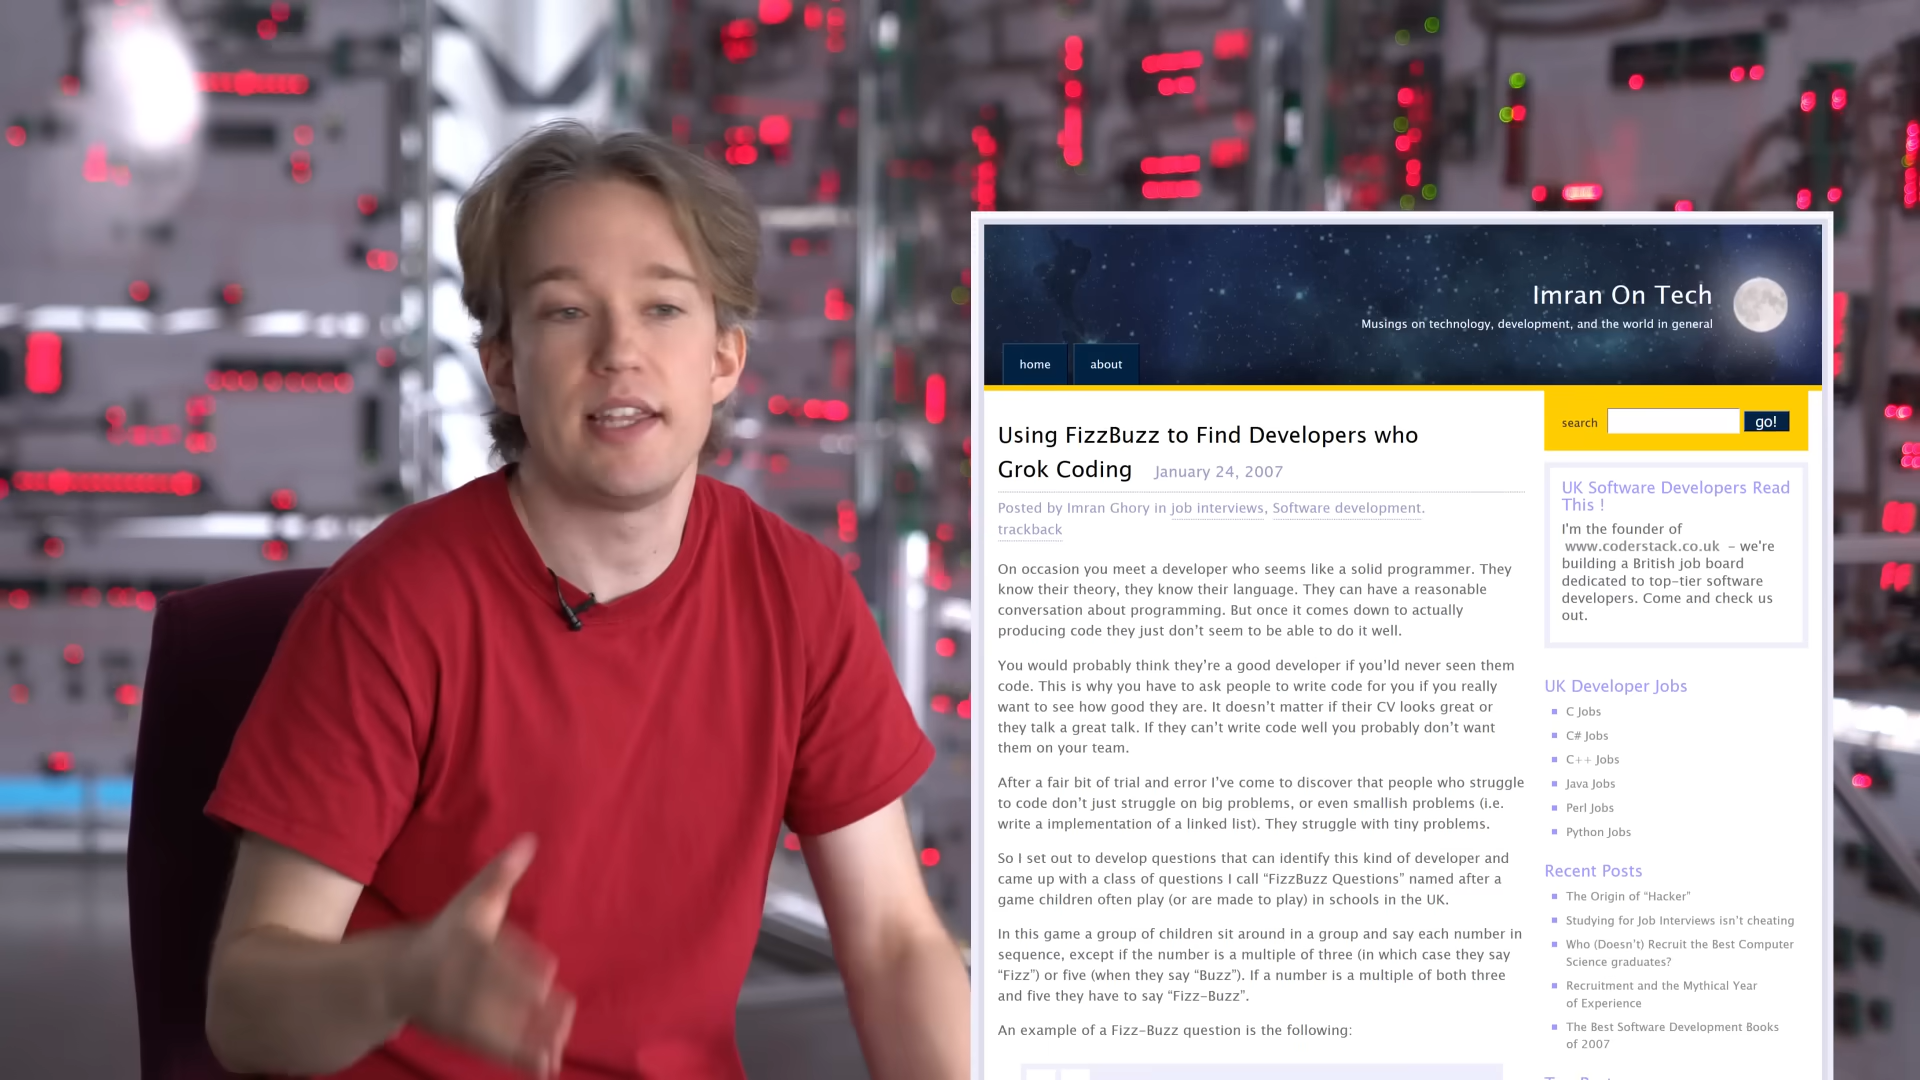 Imran On Tech
Musings on technology, development, and the world in general
home
about
Using FizzBuzz to Find Developers who
Grok Coding January 24, 2007
Posted by Imran Ghory in job interviews, Software development.
trackback
On occasion you meet a developer who seems like a solid programmer. They
know their theory, they know their language. They can have a reasonable
conversation about programming. But once it comes down to actually
producing code they just don’t seem to be able to do it well.
You would probably think they’re a good developer if you’ld never seen them
code. This is why you have to ask people to write code for you if you really
want to see how good they are. It doesn’t matter if their CV looks great or
they talk a great talk. If they can’t write code well you probably don’t want
them on your team.
After a fair bit of trial and error I’ve come to discover that people who struggle
to code don’t just struggle on big problems, or even smallish problems (i.e.
write a implementation of a linked list). They struggle with tiny problems.
So I set out to develop questions that can identify this kind of developer and
came up with a class of questions I call “FizzBuzz Questions” named after a
game children often play (or are made to play) in schools in the UK.
In this game a group of children sit around in a group and say each number in
sequence, except if the number is a multiple of three (in which case they say
“Fizz”) or five (when they say “Buzz”). If a number is a multiple of both three
and five they have to say “Fizz-Buzz”.
An example of a Fizz-Buzz question is the following:
search
go!
UK Software Developers Read
This !
I'm the founder of
www.coderstack.co.uk – we're
building a British job board
dedicated to top-tier software
developers. Come and check us
out.
UK Developer Jobs
C Jobs
C# Jobs
C++ Jobs
Java Jobs
Perl Jobs
Python Jobs
Recent Posts
The Origin of “Hacker”
Studying for Job Interviews isn’t cheating
Who (Doesn’t) Recruit the Best Computer
Science graduates?
Recruitment and the Mythical Year
of Experience
The Best Software Development Books
of 2007